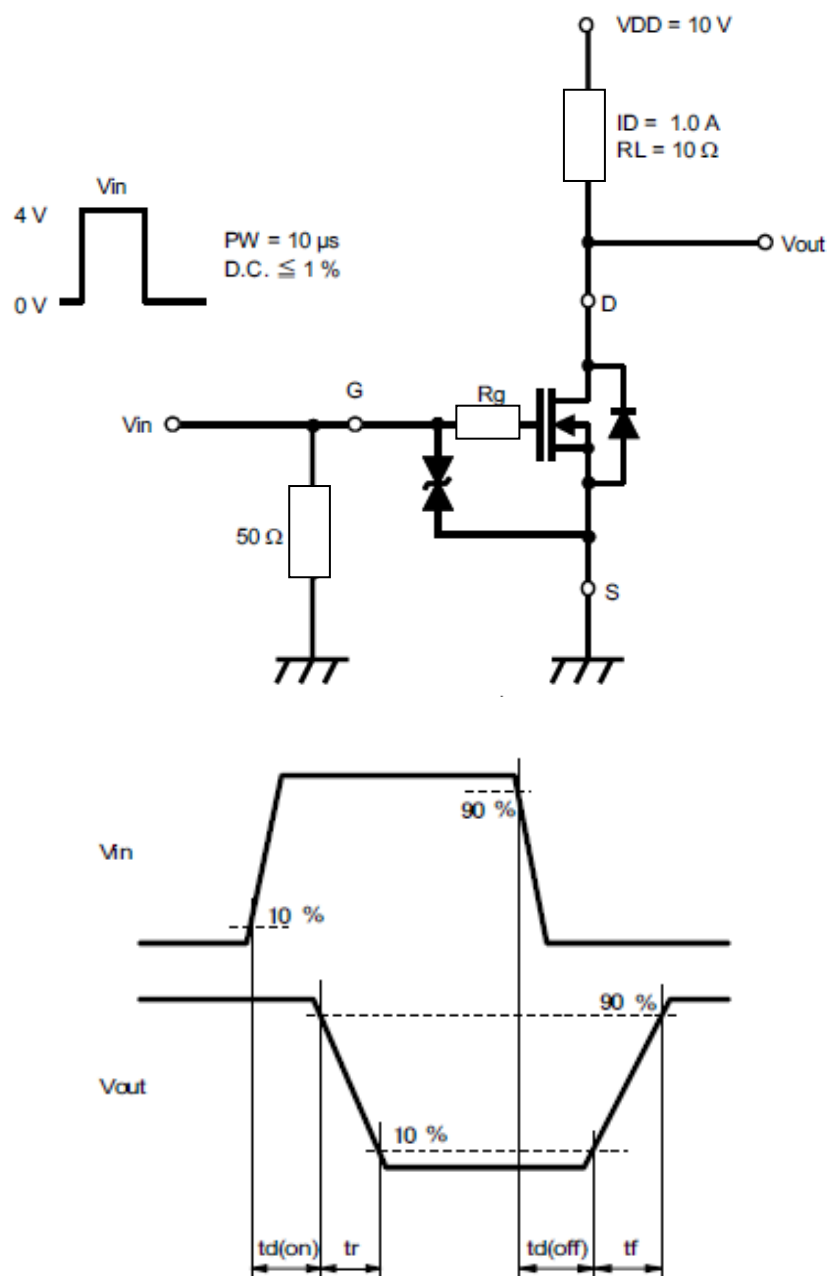 VDD = 10 V
ID = 1.0 A
RL = 10 Ω
Vin
4 V
PW = 10 µs
D.C. ≦ 1 %
0 V
Vout
D
G
Rg
Vin
50 Ω
S
90 %
Vin
10 %
90 %
Vout
10 %
td(on) tr td(off) tf